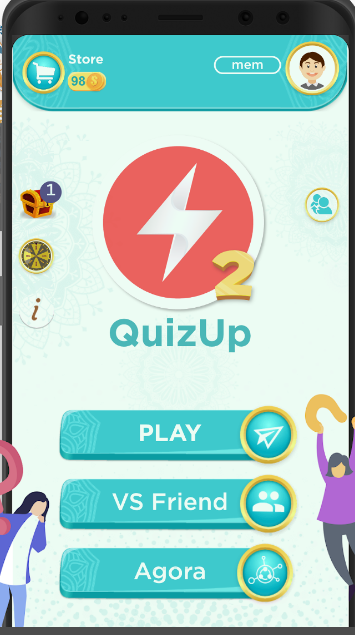 Store
98
mem
1
i
2
QuizUp
PLAY
VS Friend
Agora